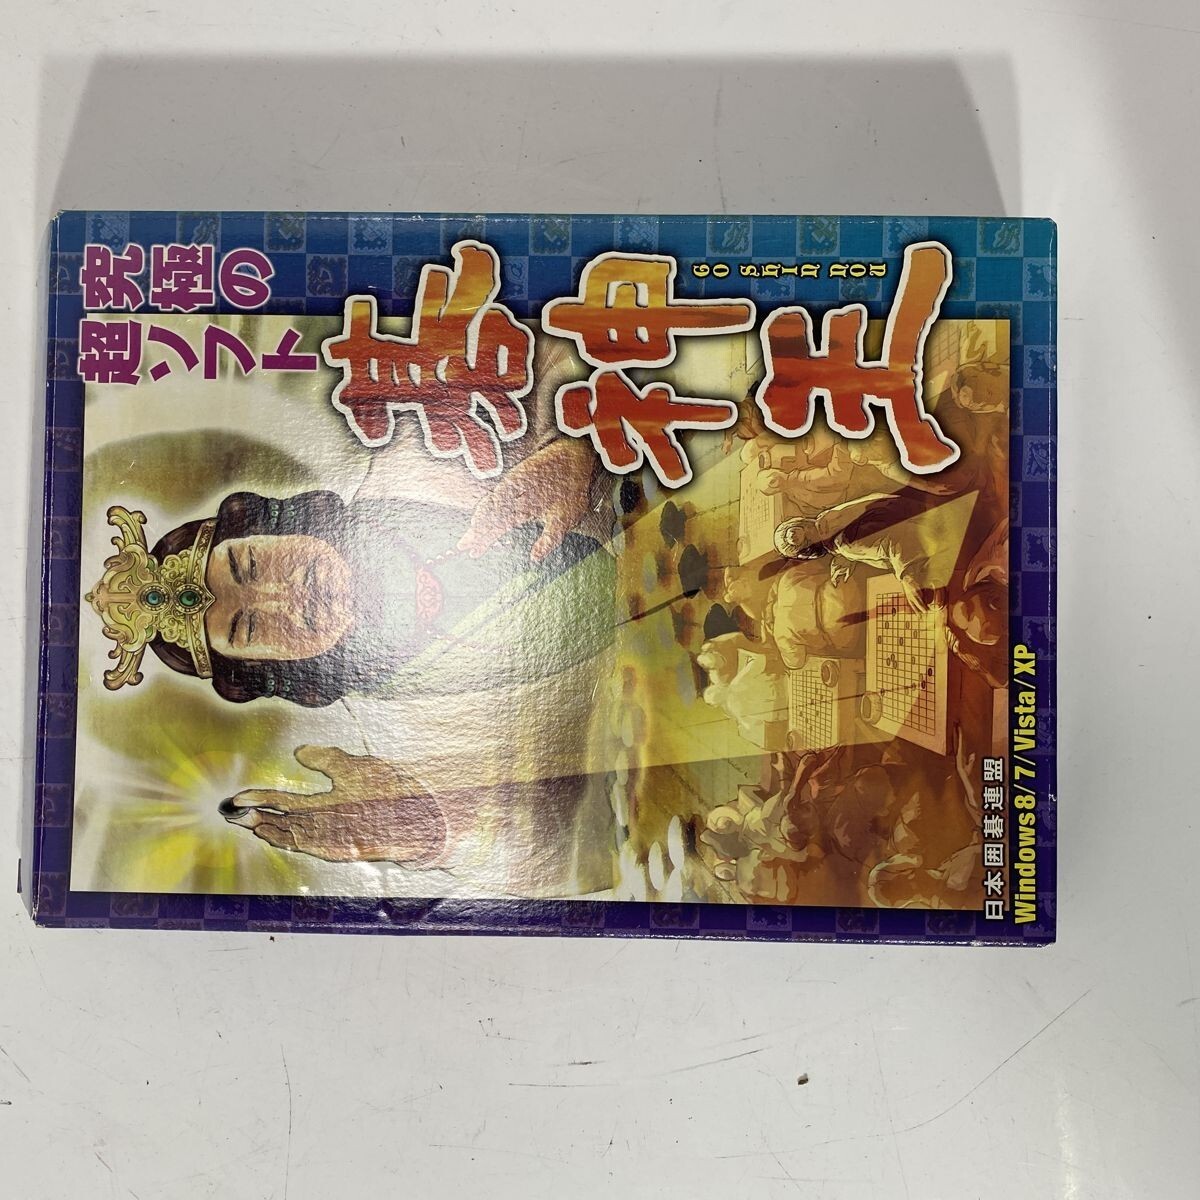 究極の
超ソフト
碁神王
GO SHIN NOU
日本囲碁連盟
Windows8/7/Vista/XP